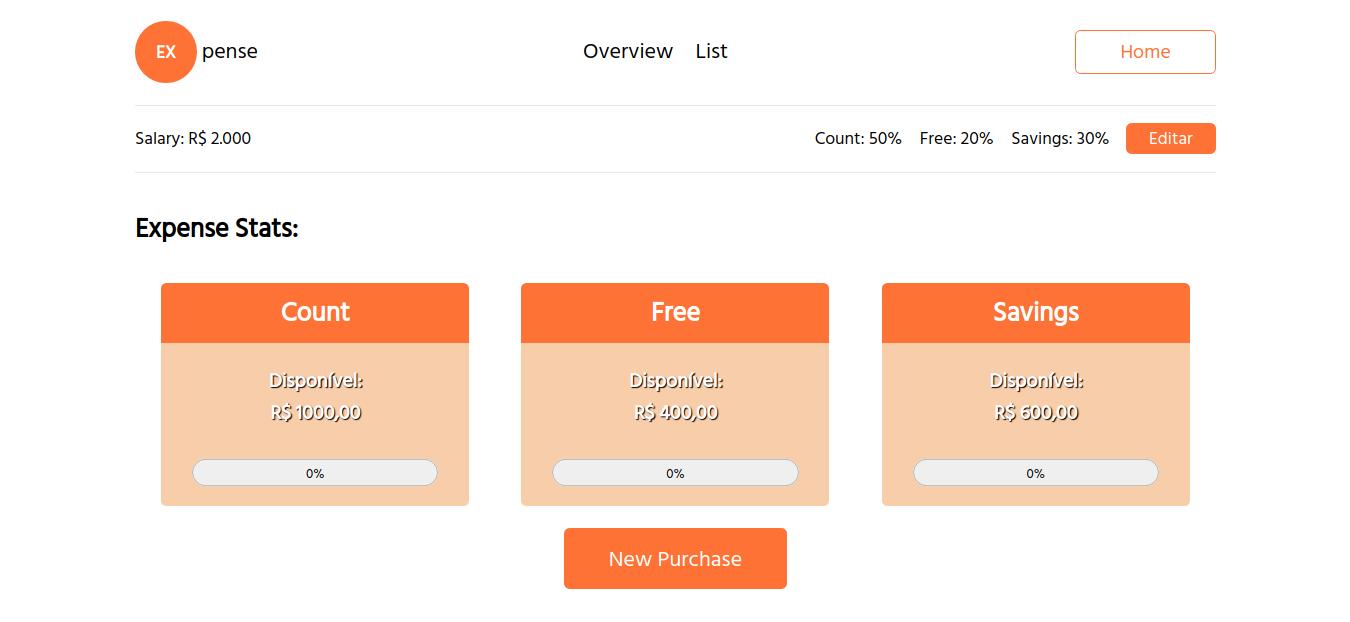 EX pense
Overview List
Home
Salary: R$ 2.000
Count: 50% Free: 20% Savings: 30%
Editar
Expense Stats:
Count
Disponível:
R$ 1000,00
0%
Free
Disponível:
R$ 400,00
0%
Savings
Disponível:
R$ 600,00
0%
New Purchase